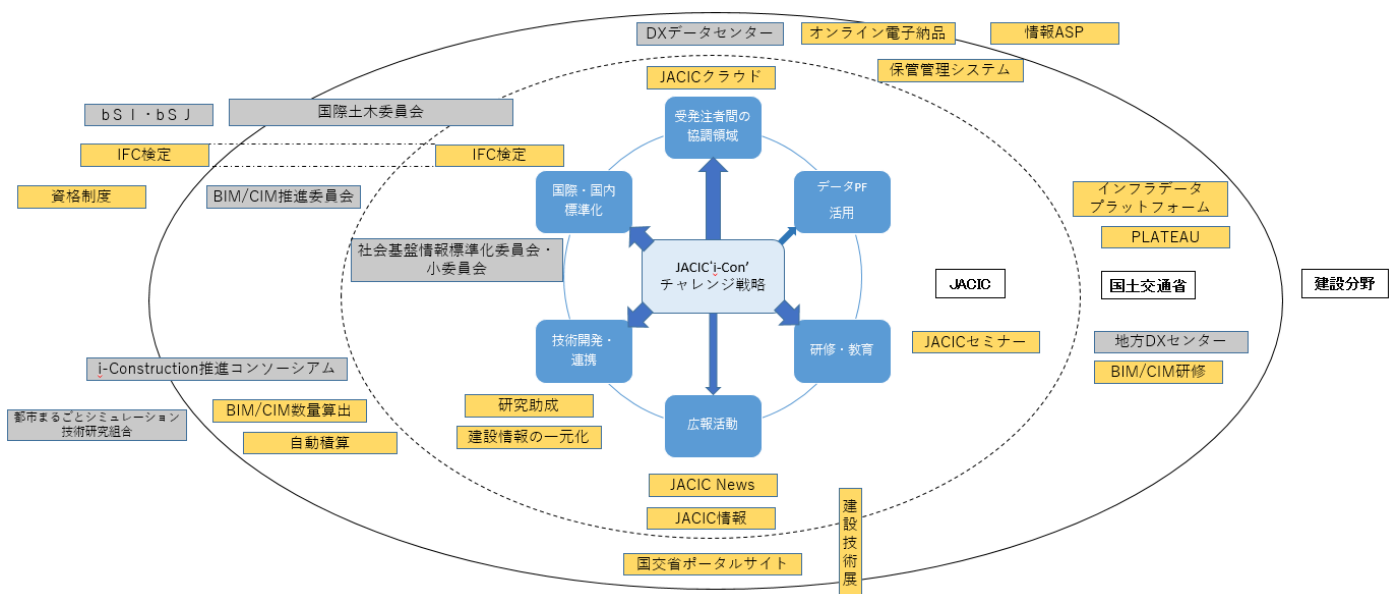 DXデータセンター
オンライン電子納品
情報ASP
保管管理システム
JACICクラウド
bSI・bSJ
国際土木委員会
受発注者間の
協調領域
IFC検定
IFC検定
資格制度
BIM/CIM推進委員会
国際・国内
標準化
データPF
活用
インフラデータ
プラットフォーム
PLATEAU
社会基盤情報標準化委員会・
小委員会
JACIC'i-Con'
チャレンジ戦略
JACIC
国土交通省
建設分野
技術開発・
連携
研修・教育
JACICセミナー
地方DXセンター
BIM/CIM研修
i-Construction推進コンソーシアム
都市まるごとシミュレーション
技術研究組合
BIM/CIM数量算出
自動積算
研究助成
建設情報の一元化
広報活動
JACIC News
JACIC情報
国交省ポータルサイト
建設技術展